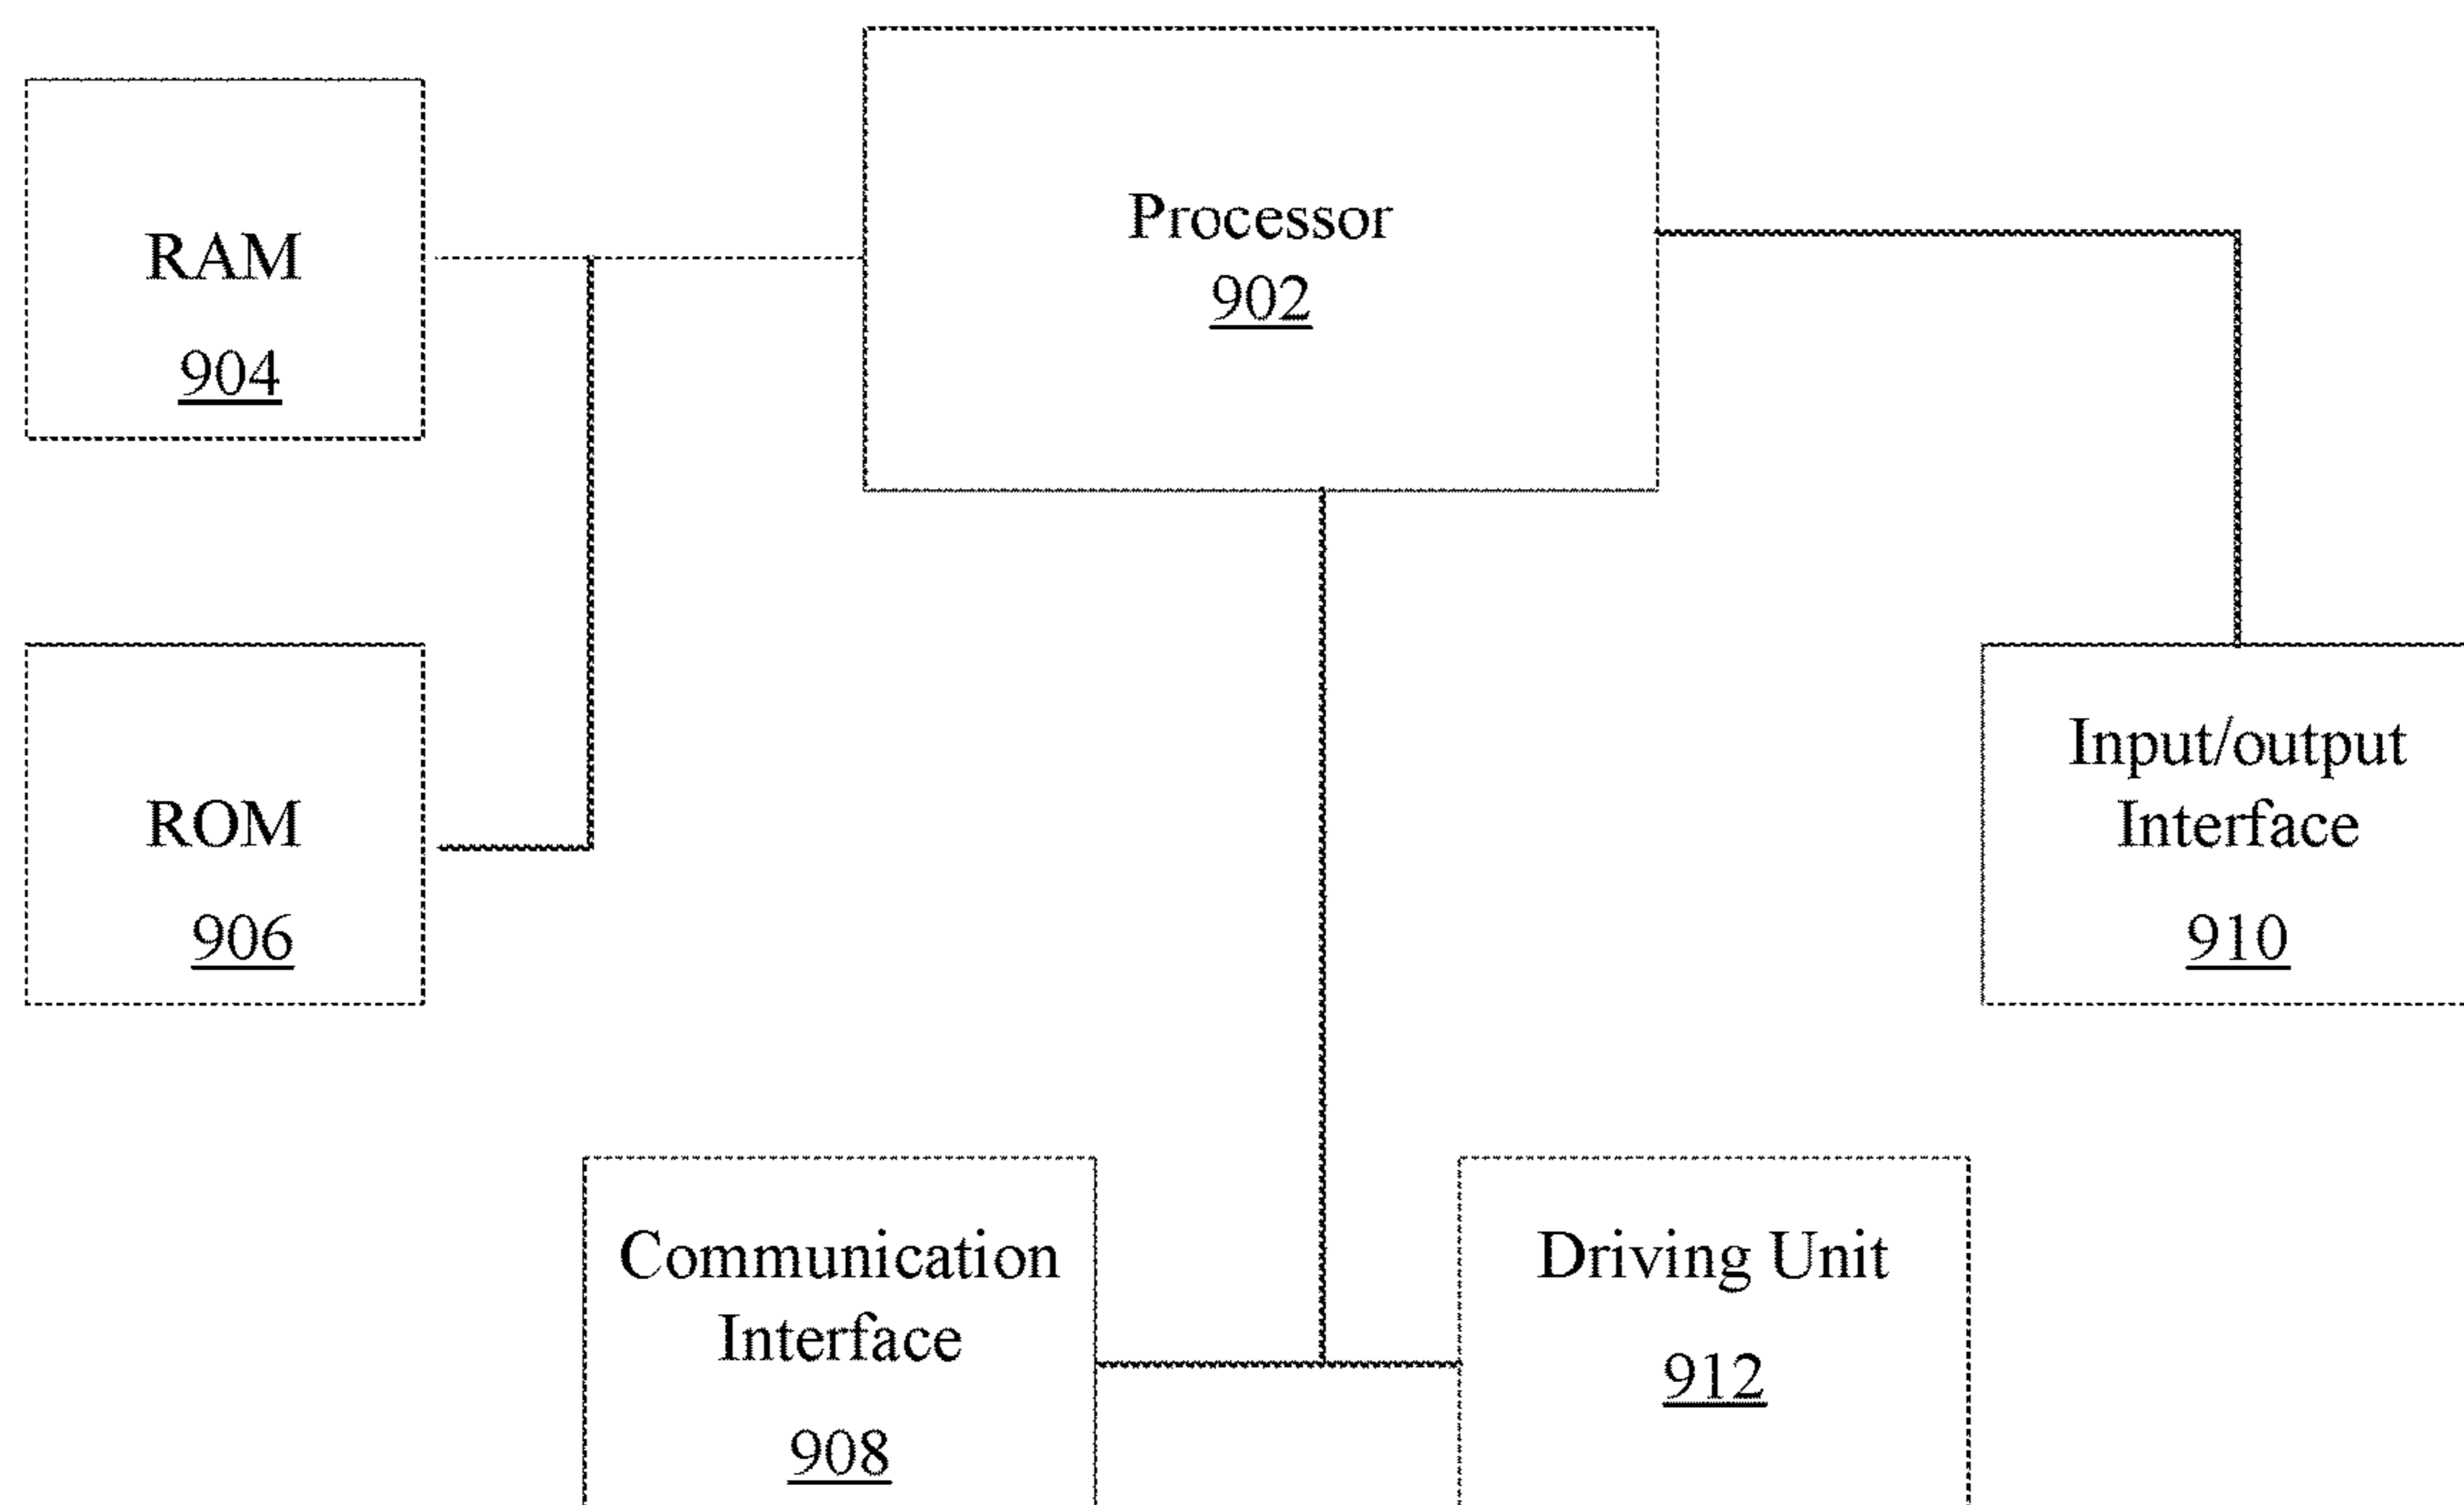 Processor
902
RAM
904
Input/output
Interface
910
ROM
906
Communication
Interface
908
Driving Unit
912